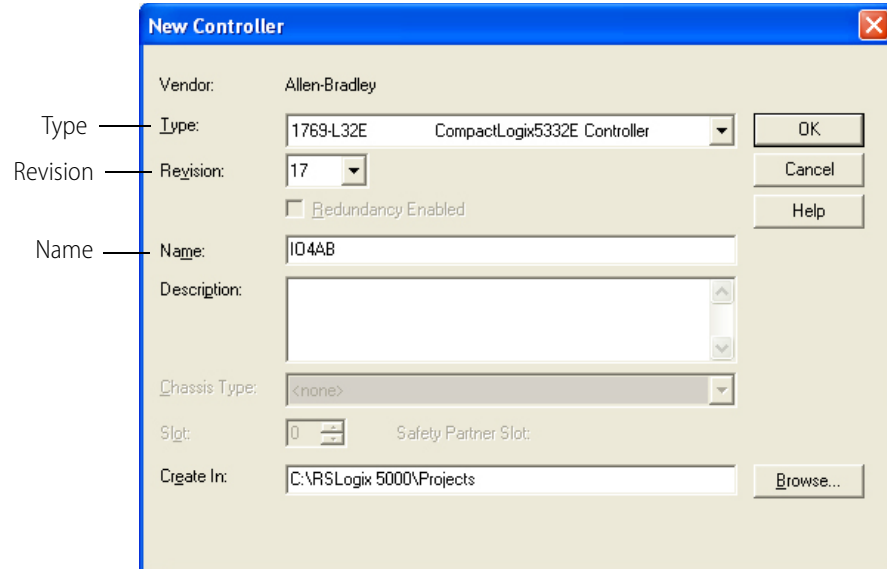 New Controller
Vendor: Allen-Bradley
Type
Type: 1769-L32E CompactLogix5332E Controller OK
Revision
Revision: 17 Cancel
Redundancy Enabled Help
Name
Name: IO4AB
Description:
Chassis Type: <none>
Slot: 0 Safety Partner Slot:
Create In: C:\RSLogix 5000\Projects Browse...